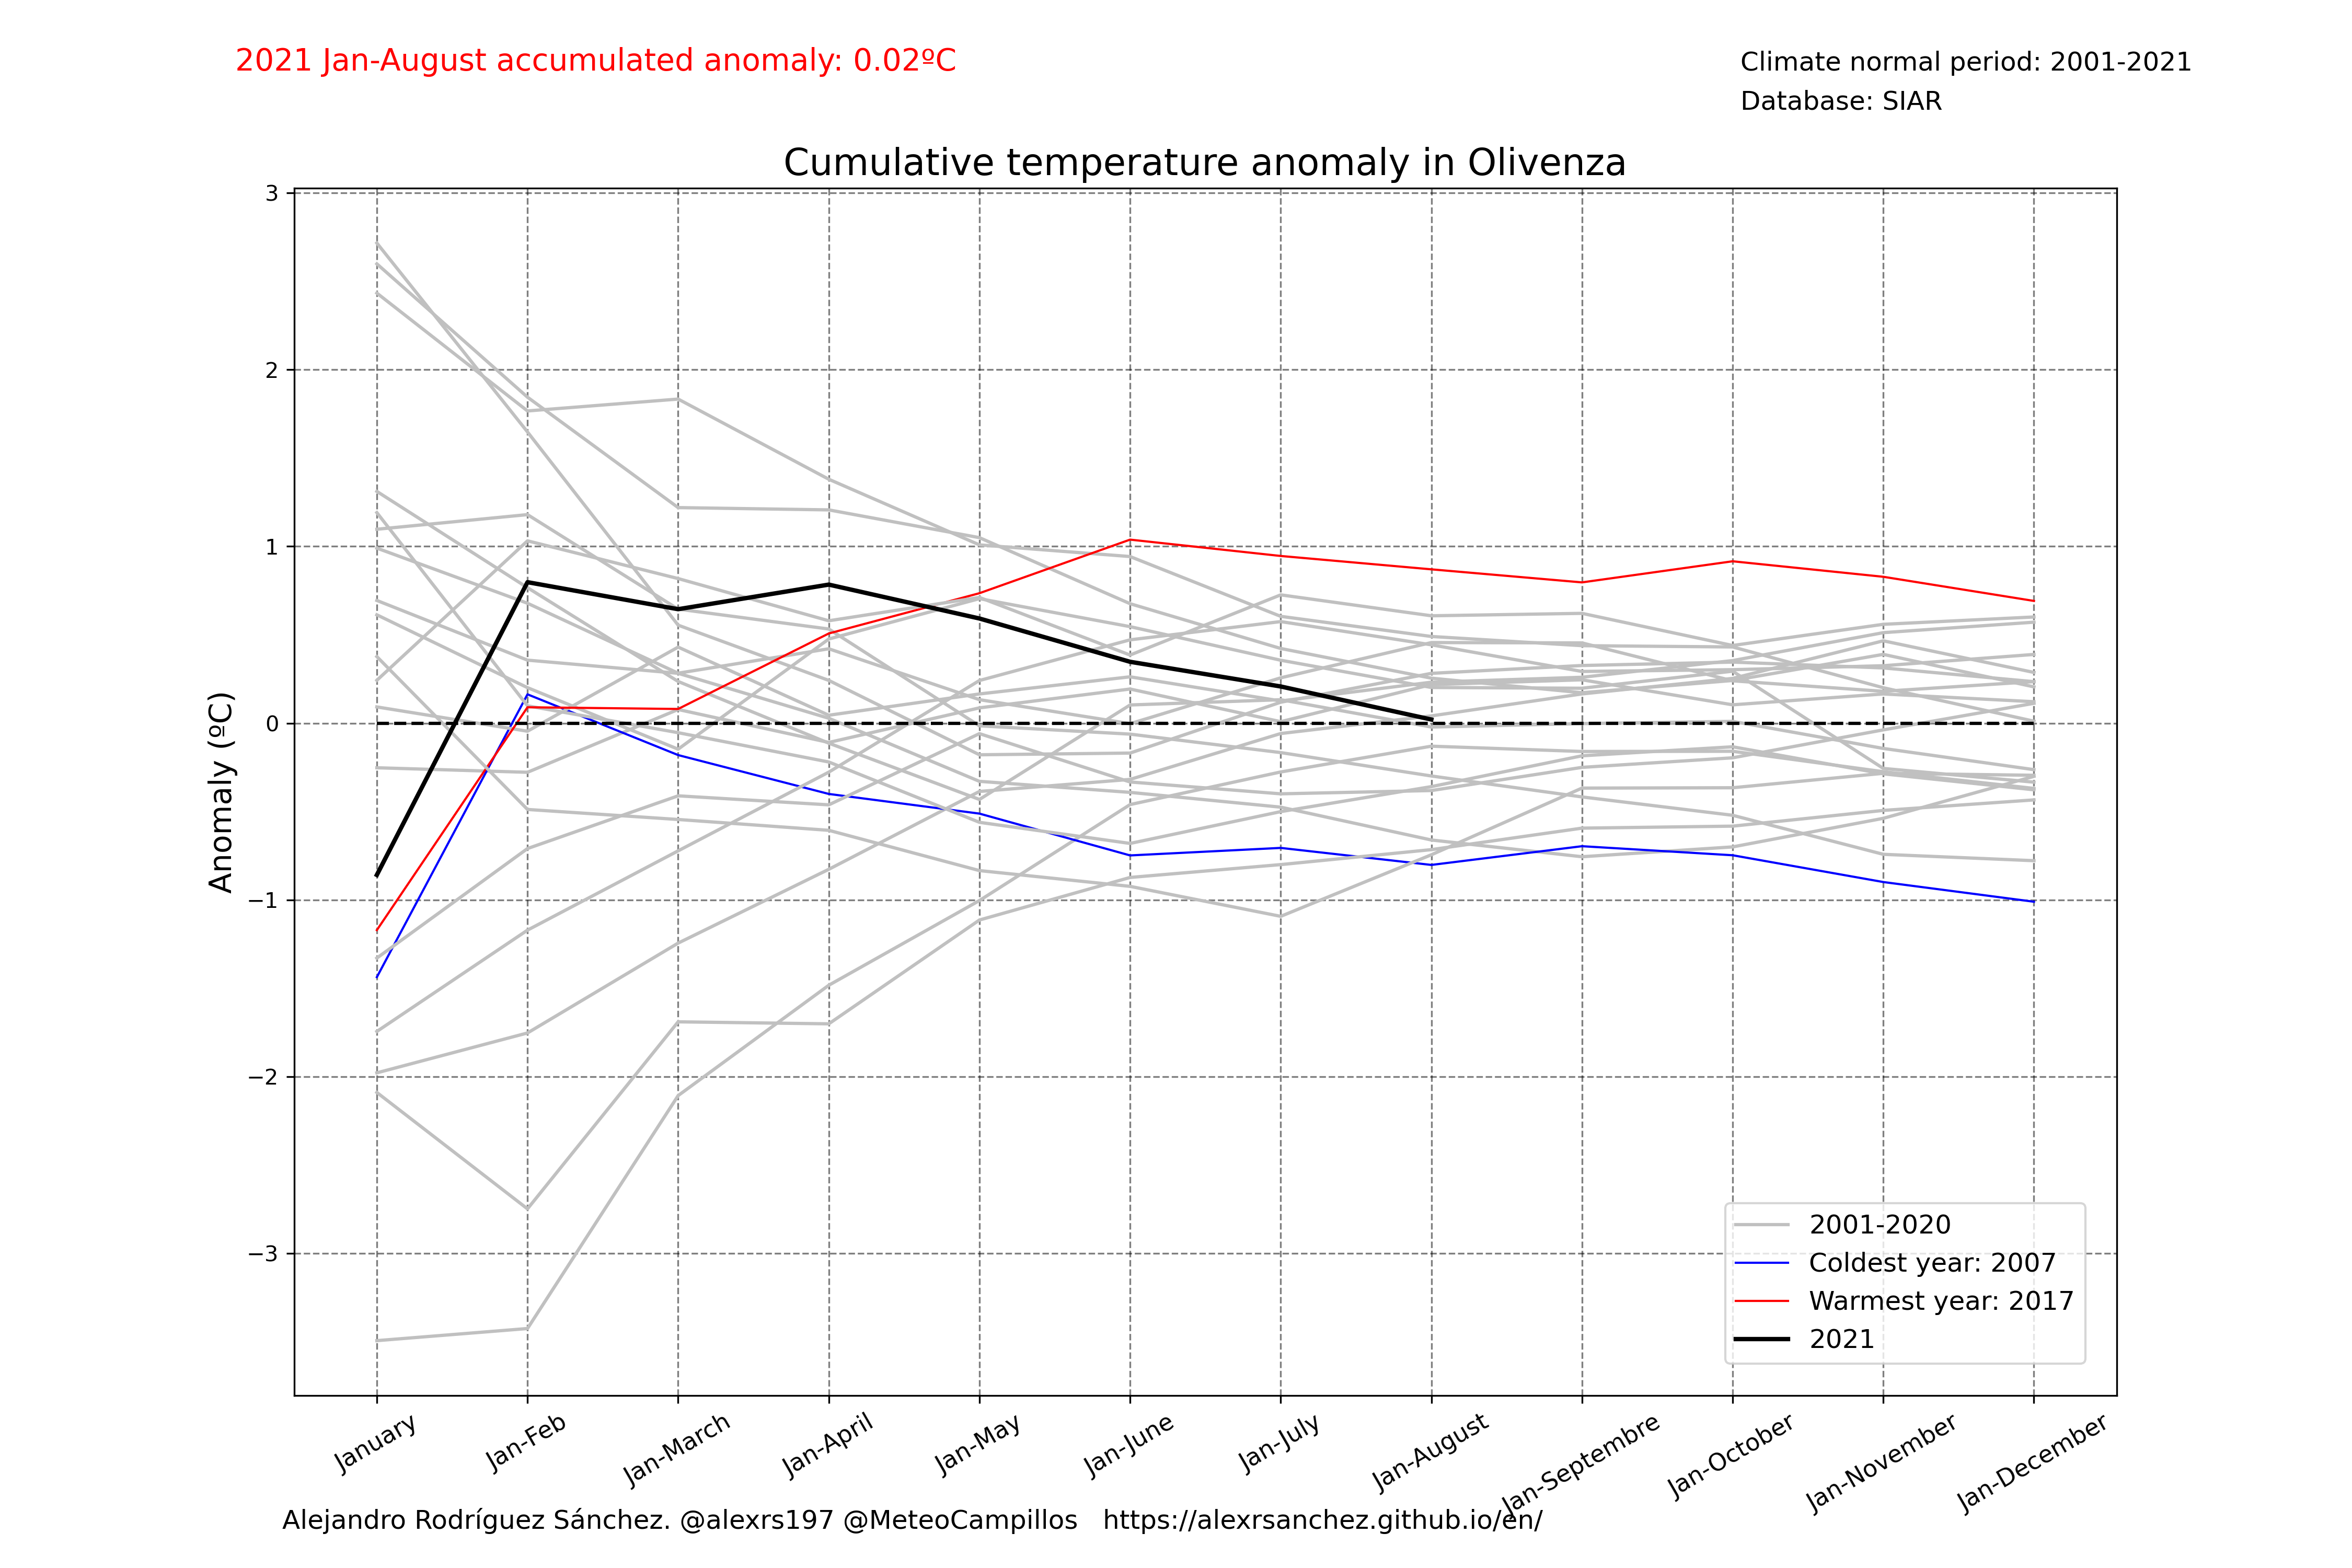 2021 Jan-August accumulated anomaly: 0.02ºC
Climate normal period: 2001-2021
Database: SIAR
Cumulative temperature anomaly in Olivenza
Anomaly (ºC)
3
2
1
0
−1
−2
−3
2001-2020
Coldest year: 2007
Warmest year: 2017
2021
January
Jan-Feb
Jan-March
Jan-April
Jan-May
Jan-June
Jan-July
Jan-August
Jan-Septembre
Jan-October
Jan-November
Jan-December
Alejandro Rodríguez Sánchez. @alexrs197 @MeteoCampillos https://alexrsanchez.github.io/en/